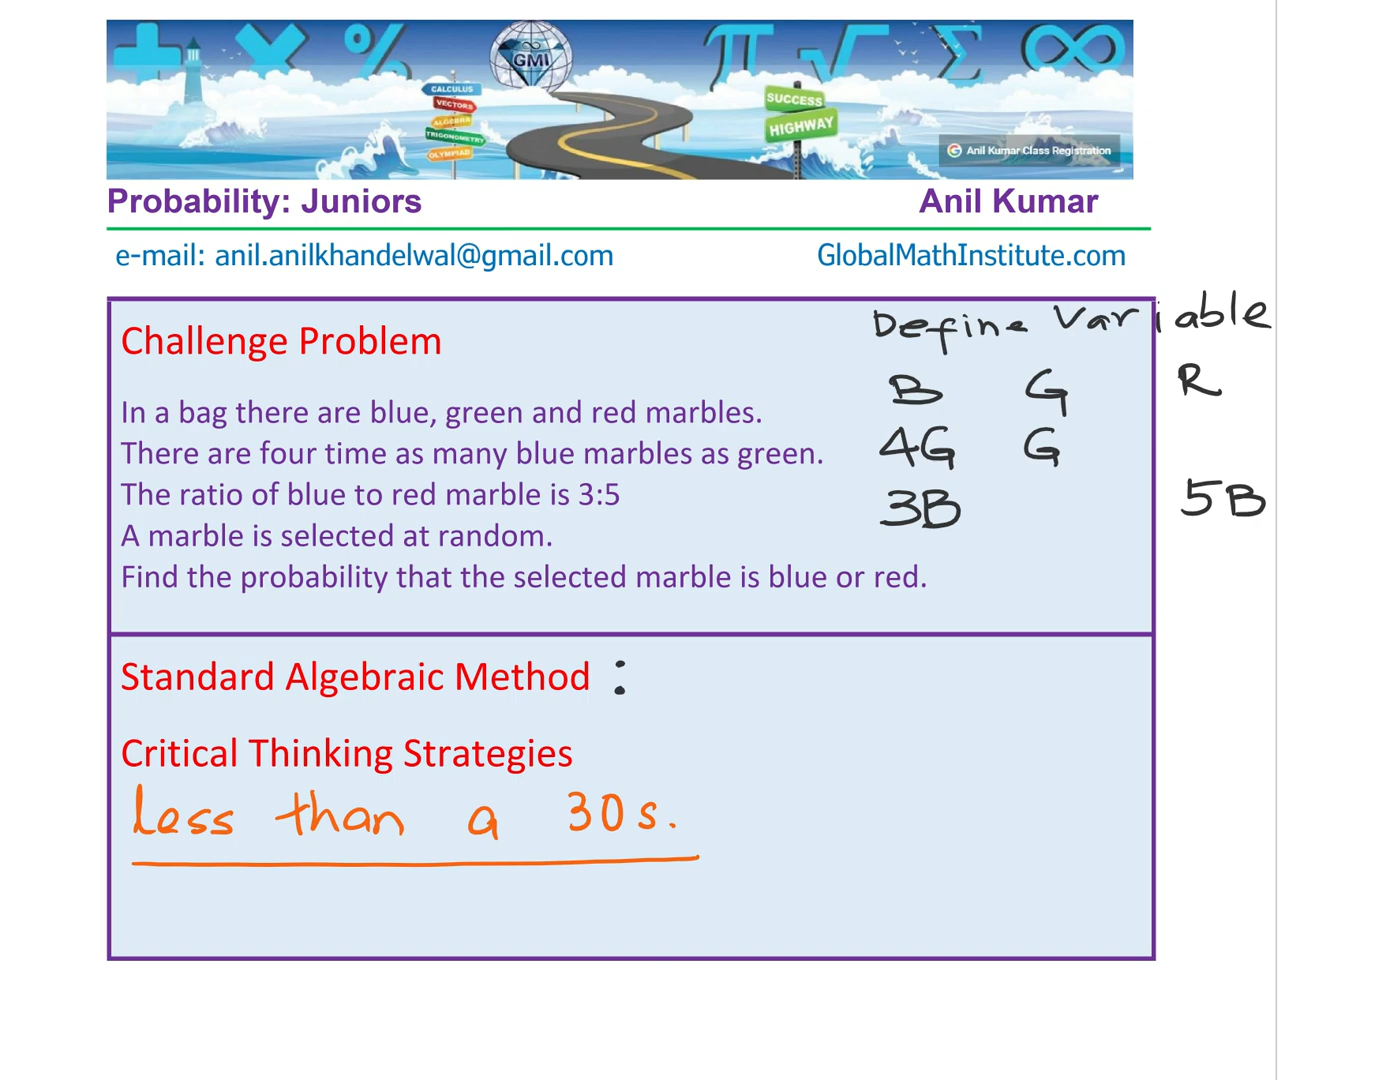 GMI
CALCULUS
VECTORS
ALGEBRA
TRIGONOMETRY
OLYMPIAD
SUCCESS
HIGHWAY
Anil Kumar Class Registration
Probability: Juniors Anil Kumar
e-mail: anil.anilkhandelwal@gmail.com GlobalMathInstitute.com
Challenge Problem
Define Variable
B G R
In a bag there are blue, green and red marbles.
There are four time as many blue marbles as green. 4G G
The ratio of blue to red marble is 3:5 3B 5B
A marble is selected at random.
Find the probability that the selected marble is blue or red.
Standard Algebraic Method :
Critical Thinking Strategies
less than a 30s.